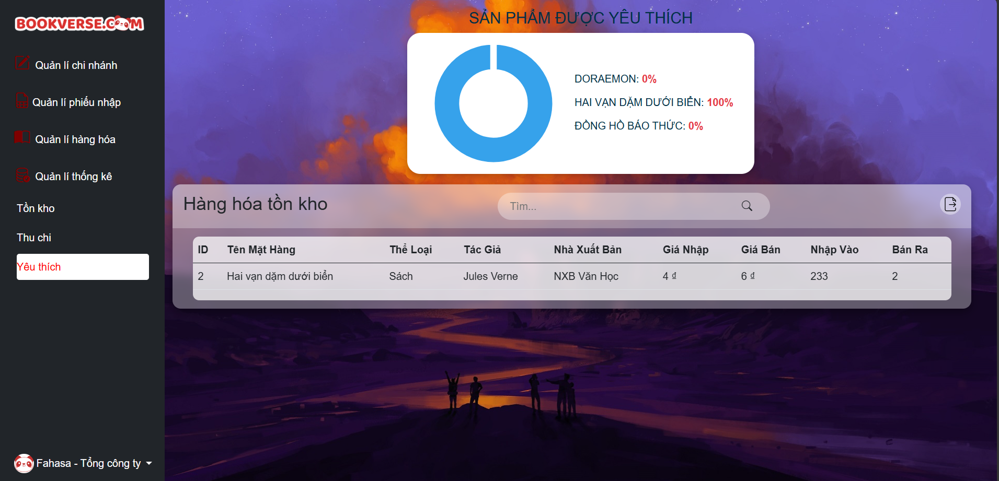 BOOKVERSE.COM
Quản lí chi nhánh
Quản lí phiếu nhập
Quản lí hàng hóa
Quản lí thống kê
Tồn kho
Thu chi
Yêu thích
Fahasa - Tổng công ty
SẢN PHẨM ĐƯỢC YÊU THÍCH
DORAEMON: 0%
HAI VẠN DẶM DƯỚI BIỂN: 100%
ĐỒNG HỒ BÁO THỨC: 0%
Hàng hóa tồn kho
Tìm...
ID Tên Mặt Hàng Thể Loại Tác Giả Nhà Xuất Bản Giá Nhập Giá Bán Nhập Vào Bán Ra
2 Hai vạn dặm dưới biển Sách Jules Verne NXB Văn Học 4 ₫ 6 ₫ 233 2